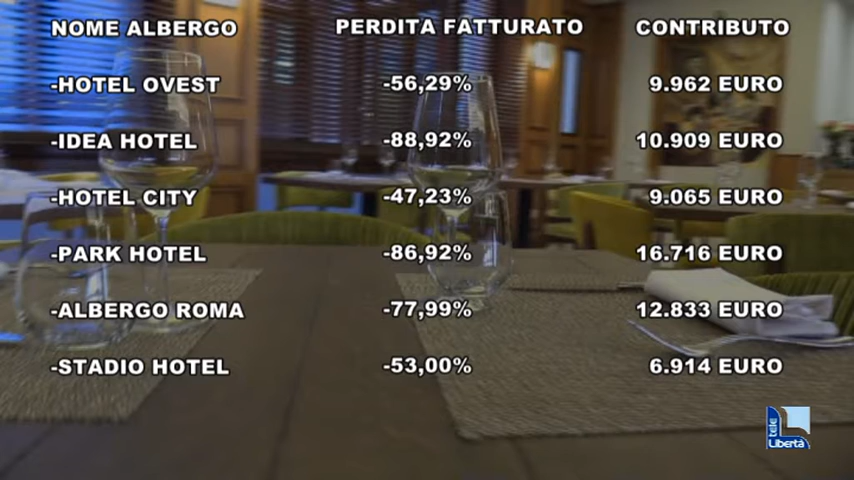 NOME ALBERGO PERDITA FATTURATO CONTRIBUTO
-HOTEL OVEST -56,29% 9.962 EURO
-IDEA HOTEL -88,92% 10.909 EURO
-HOTEL CITY -47,23% 9.065 EURO
-PARK HOTEL -86,92% 16.716 EURO
-ALBERGO ROMA -77,99% 12.833 EURO
-STADIO HOTEL -53,00% 6.914 EURO
tele
Libertà